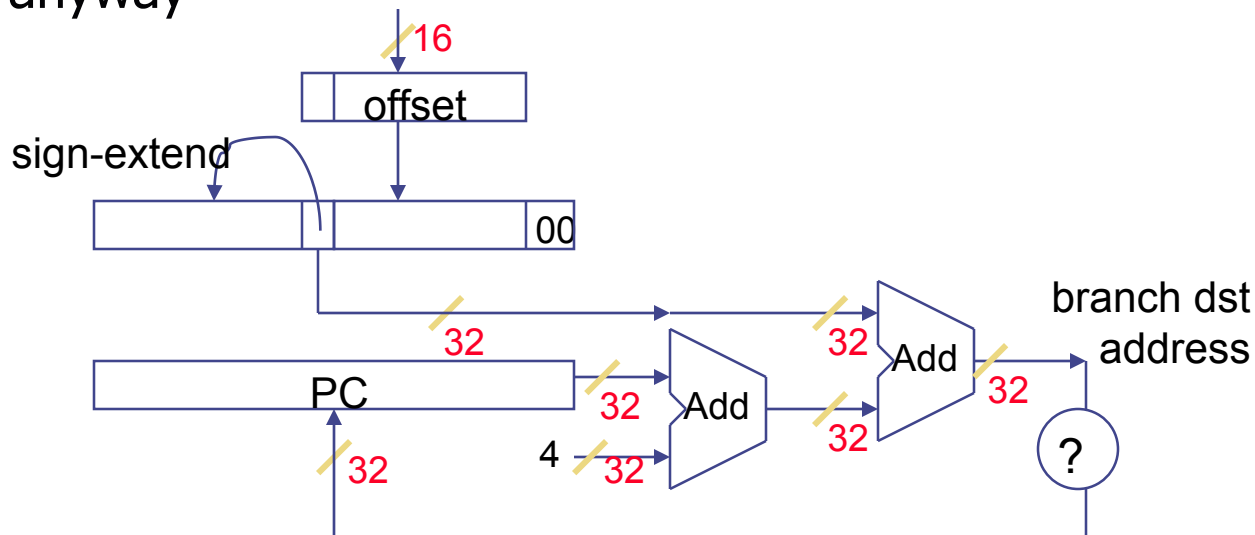 anyway
16
offset
sign-extend
00
32
32
branch dst
address
Add
32
PC
32
Add
32
4
32
32
?